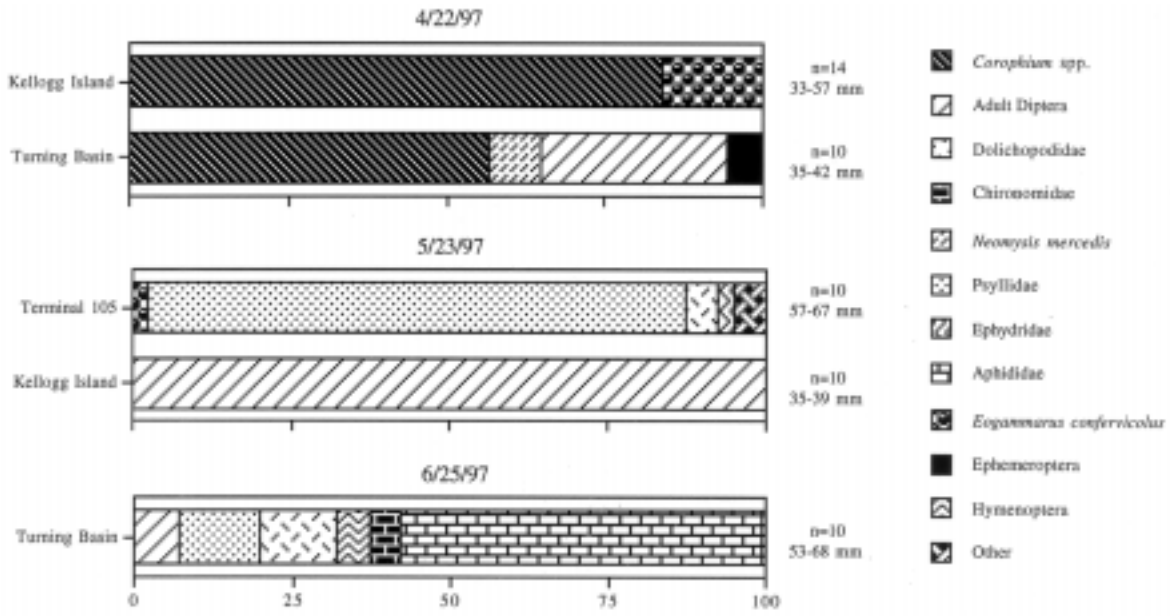 4/22/97
Kellogg Island
n=14
33-57 mm
Turning Basin
n=10
35-42 mm
5/23/97
Terminal 105
n=10
57-67 mm
Kellogg Island
n=10
35-39 mm
6/25/97
Turning Basin
n=10
53-68 mm
0 25 50 75 100
Corophium spp.
Adult Diptera
Dolichopodidae
Chironomidae
Neomysis mercedis
Psyllidae
Ephydridae
Aphididae
Eogammarus confervicolus
Ephemeroptera
Hymenoptera
Other